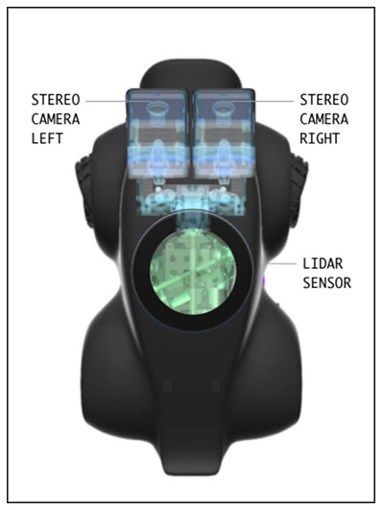 STEREO
CAMERA
LEFT
STEREO
CAMERA
RIGHT
LIDAR
SENSOR